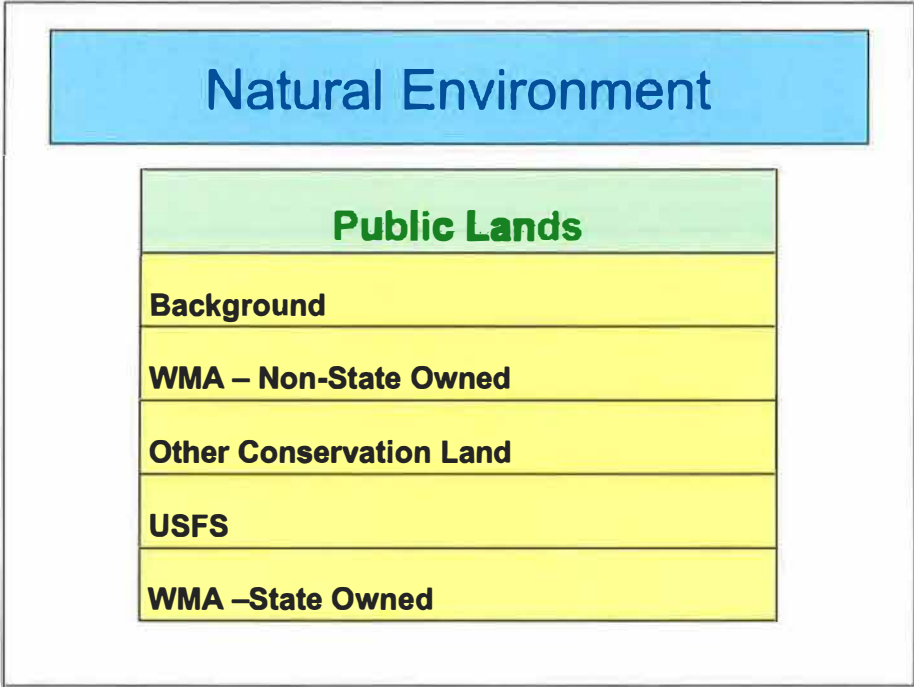 Natural Environment
Public Lands
Background
WMA – Non-State Owned
Other Conservation Land
USFS
WMA –State Owned